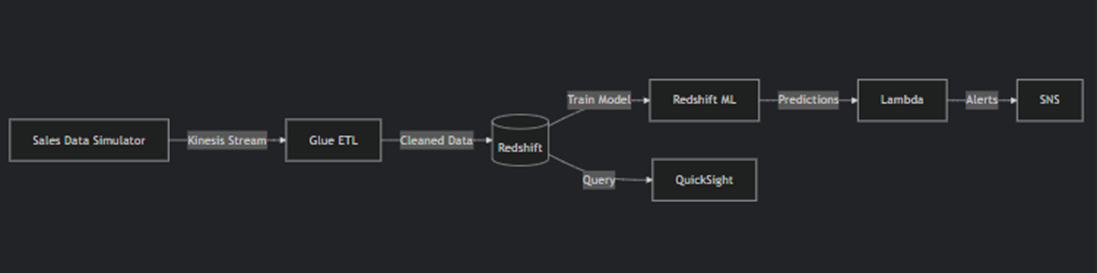 Sales Data Simulator
Kinesis Stream
Glue ETL
Cleaned Data
Redshift
Train Model
Redshift ML
Predictions
Lambda
Alerts
SNS
Query
QuickSight